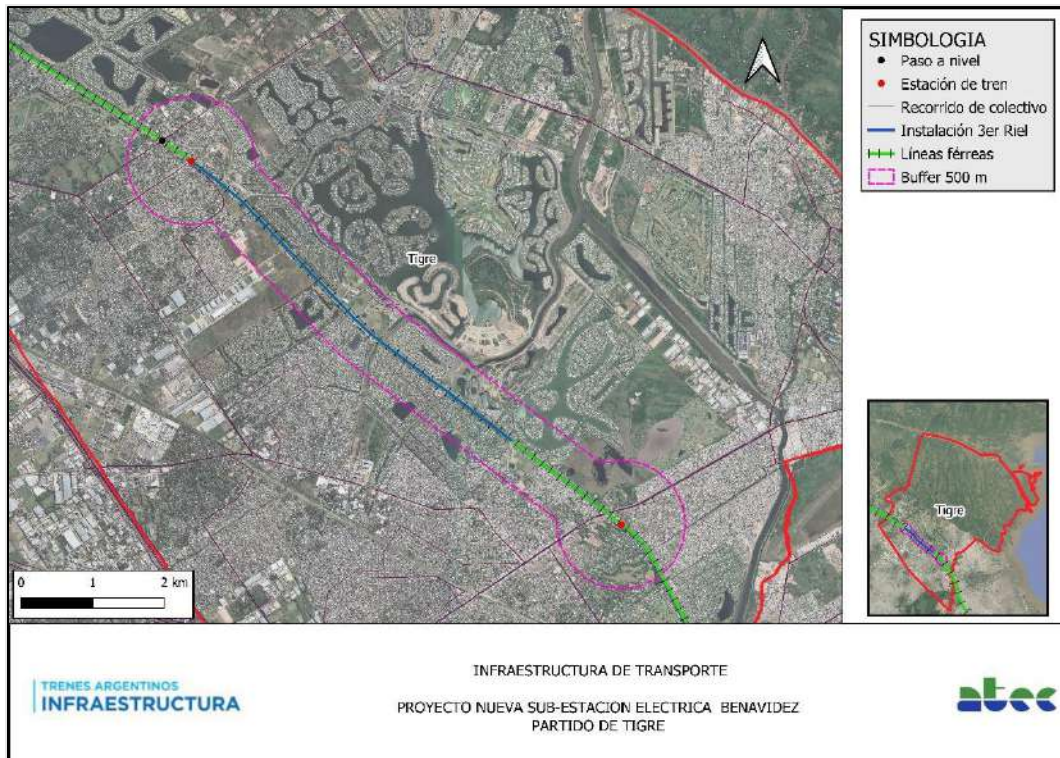 SIMBOLOGIA
Paso a nivel
Estación de tren
Recorrido de colectivo
Instalación 3er Riel
Líneas férreas
Buffer 500 m
Tigre
Tigre
0 1 2 km
TRENES ARGENTINOS
INFRAESTRUCTURA
INFRAESTRUCTURA DE TRANSPORTE
PROYECTO NUEVA SUB-ESTACION ELECTRICA BENAVIDEZ
PARTIDO DE TIGRE
atec